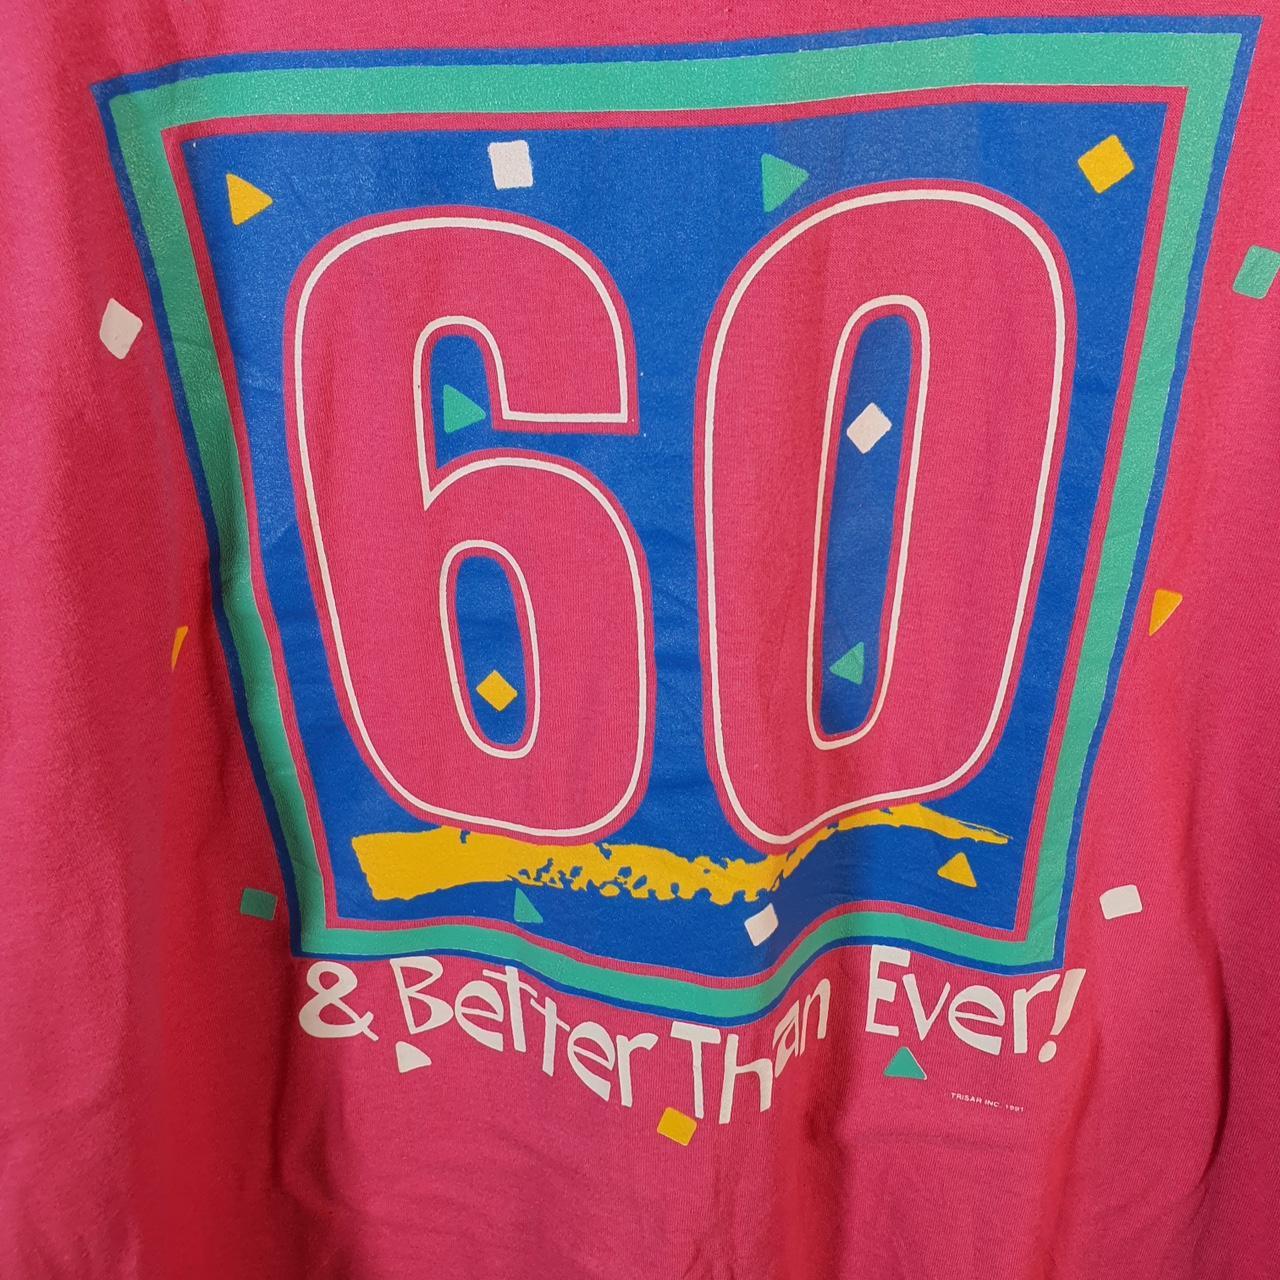 60
& Better Than Ever!
TRISAR INC. 1991